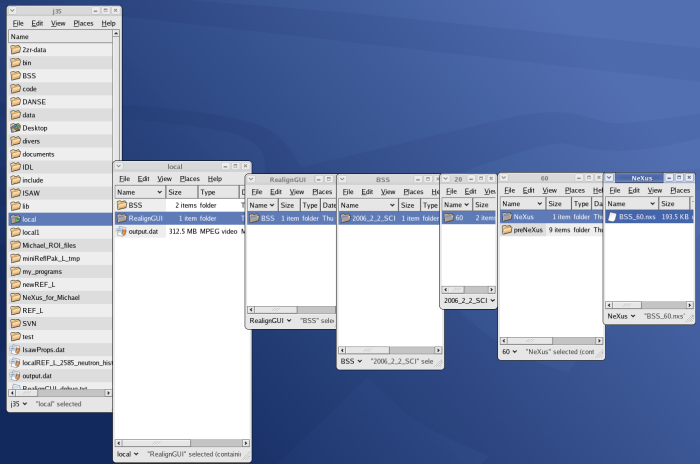 j35
File Edit View Places Help
Name
2zr-data
bin
BSS
code
DANSE
data
Desktop
divers
documents
IDL
include
ISAW
lib
local
local1
Michael_ROI_files
miniReflPak_L_tmp
my_programs
newREF_L
NeXus_for_Michael
REF_L
SVN
test
IsawProps.dat
localREF_L_2585_neutron_hist
output.dat
RealignGUI_debug.txt
j35 "local" selected
local
File Edit View Places Help
Name Size Type D
BSS 2 items folder T
RealignGUI 1 item folder T
output.dat 312.5 MB MPEG video M
local "RealignGUI" selected (containi
RealignGUI
File Edit View Places
Name Size Type Date
BSS 1 item folder Thu
RealignGUI "BSS" selec
BSS
File Edit View Places
Name Size Type
2006_2_2_SCI 1 item folder
BSS "2006_2_2_SCI" sele
20
File Edit Vie
Name Size
60 2 items
2006_2_2_SCI
60
File Edit View Places He
Name Size Type Da
NeXus 1 item folder Thu
preNeXus 9 items folder Thu
60 "NeXus" selected (cont
NeXus
File Edit View Places
Name Size
BSS_60.nxs 193.5 KB
NeXus "BSS_60.nxs"